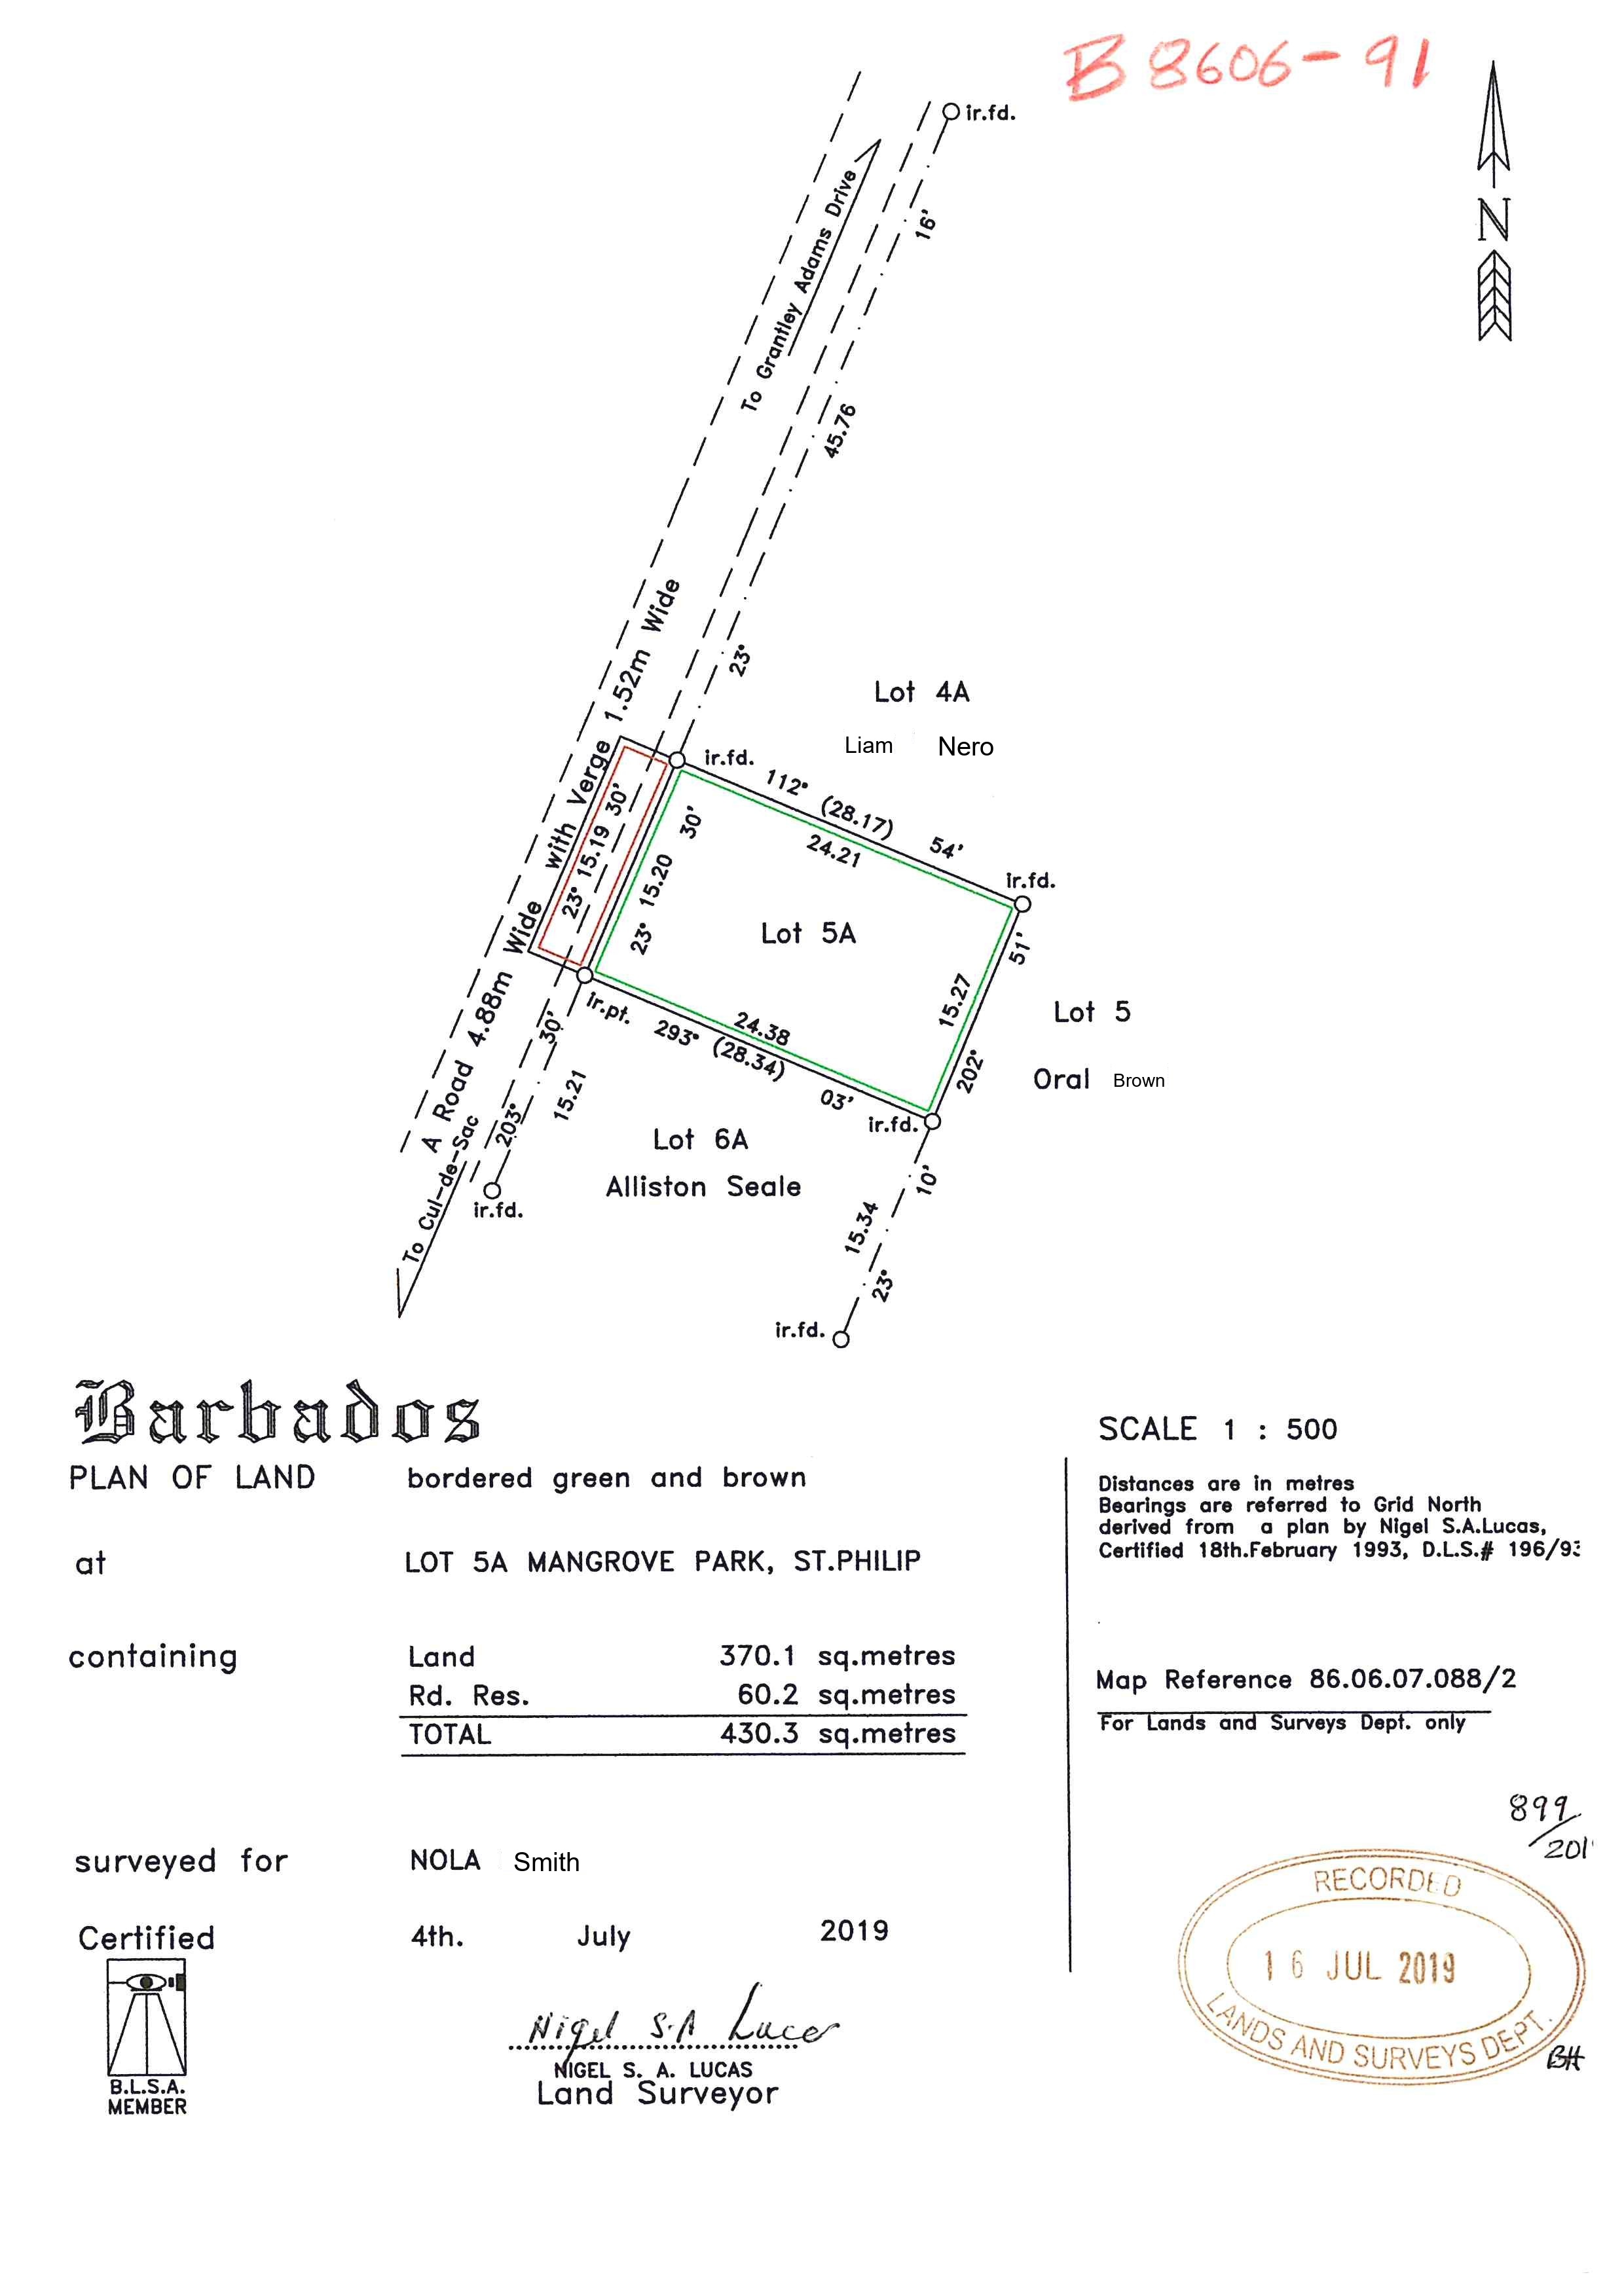 B 8606-91
ir.fd.
N
16'
To Grantley Adams Drive
45.76
23°
A Road 4.88m Wide with Verge 1.52m Wide
Lot 4A
Liam Nero
ir.fd.
112° (28.17) 54'
24.21
ir.fd.
23° 15.19 30'
23° 15.20 30'
Lot 5A
51'
15.27
202°
Lot 5
Oral Brown
ir.pt.
24.38
293° (28.34) 03'
ir.fd.
30'
15.21
203°
Lot 6A
Alliston Seale
ir.fd.
To Cul-de-Sac
10'
15.34
23°
ir.fd.
Barbados
PLAN OF LAND bordered green and brown
at LOT 5A MANGROVE PARK, ST.PHILIP
containing Land 370.1 sq.metres
Rd. Res. 60.2 sq.metres
TOTAL 430.3 sq.metres
surveyed for NOLA Smith
Certified 4th. July 2019
B.L.S.A.
MEMBER
Nigel S.A Lucas
NIGEL S. A. LUCAS
Land Surveyor
SCALE 1 : 500
Distances are in metres
Bearings are referred to Grid North
derived from a plan by Nigel S.A.Lucas,
Certified 18th.February 1993, D.L.S.# 196/93
Map Reference 86.06.07.088/2
For Lands and Surveys Dept. only
899/201
RECORDED
16 JUL 2019
LANDS AND SURVEYS DEPT.
BH